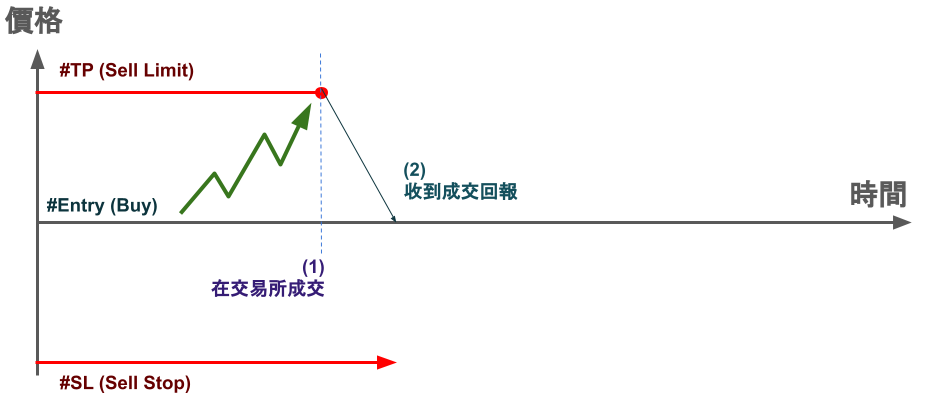 價格
#TP (Sell Limit)
(2)
收到成交回報
時間
#Entry (Buy)
(1)
在交易所成交
#SL (Sell Stop)